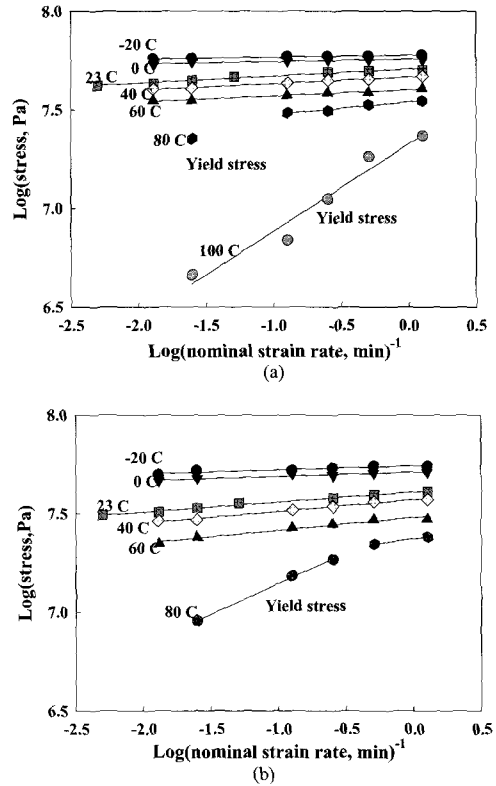 8.0
-20 C
0 C
23 C
40 C
60 C
7.5
80 C
Yield stress
7.0
Yield stress
100 C
6.5
Log(stress, Pa)
-2.5 -2.0 -1.5 -1.0 -0.5 0.0 0.5
Log(nominal strain rate, min)-1
(a)
8.0
-20 C
0 C
23 C
7.5
40 C
60 C
80 C
Yield stress
7.0
6.5
Log(stress,Pa)
-2.5 -2.0 -1.5 -1.0 -0.5 0.0 0.5
Log(nominal strain rate, min)-1
(b)